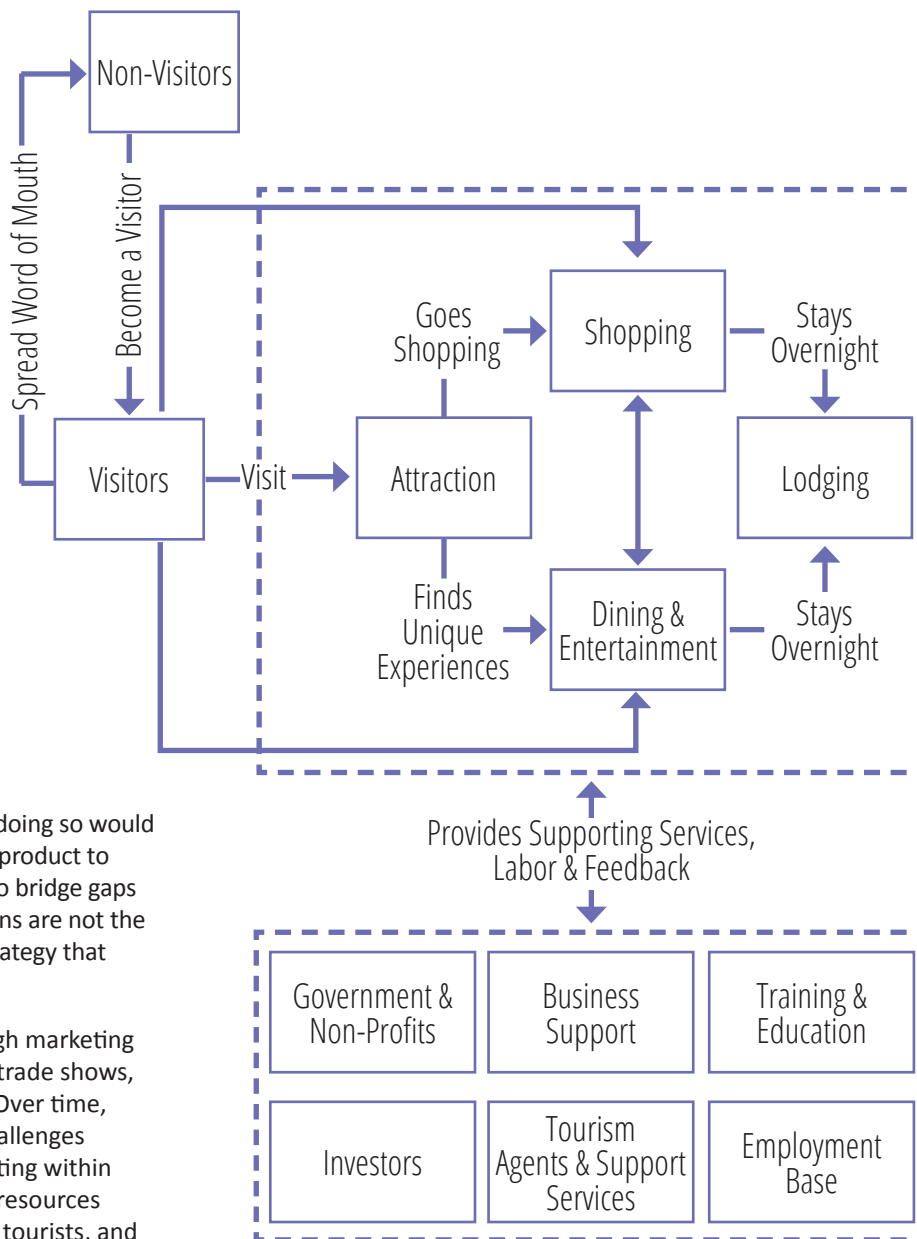 Non-Visitors
Spread Word of Mouth
Become a Visitor
Visitors
Visit
Attraction
Goes
Shopping
Shopping
Stays
Overnight
Lodging
Finds
Unique
Experiences
Dining &
Entertainment
Stays
Overnight
Provides Supporting Services,
Labor & Feedback
Government &
Non-Profits
Business
Support
Training &
Education
Investors
Tourism
Agents & Support
Services
Employment
Base
doing so would
product to
o bridge gaps
ns are not the
rategy that
gh marketing
trade shows,
Over time,
allenges
ting within
resources
tourists, and